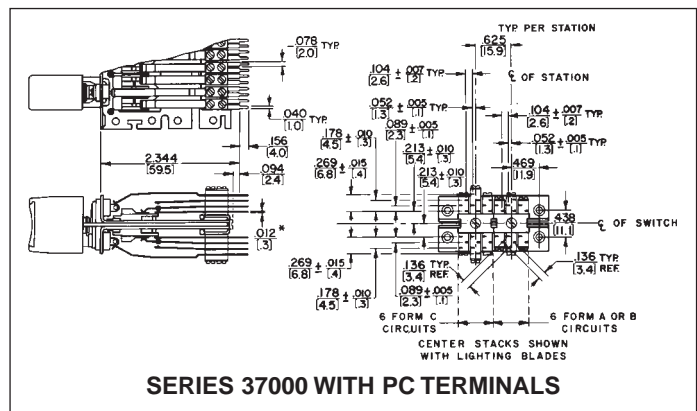 TYP. PER STATION
.625
[15.9]
.078 TYP.
[2.0]
.104 ± .007 TYP.
[2.6] [.2]
℄ OF STATION
.052 ± .005 TYP.
[1.3] [.1]
.104 ± .007 TYP.
[2.6] [.2]
.040
[1.0]
.156
[4.0]
.178 ± .010
[4.5] [.3]
.089 ± .005
[2.3] [.1]
.052 ± .005 TYP.
[1.3] [.1]
2.344
[59.5]
.094
[2.4]
.269 ± .015
[6.8] [.4]
.213 ± .010
[5.4] [.3]
.213 ± .010
[5.4] [.3]
.469
[11.9]
.012 *
[.3]
.438
[11.1]
℄ OF SWITCH
.269 ± .015
[6.8] [.4]
.136 TYP.
[3.4] REF.
.136 TYP.
[3.4] REF.
.178 ± .010
[4.5] [.3]
.089 ± .005
[2.3] [.1]
6 FORM C
CIRCUITS
6 FORM A OR B
CIRCUITS
CENTER STACKS SHOWN
WITH LIGHTING BLADES
SERIES 37000 WITH PC TERMINALS